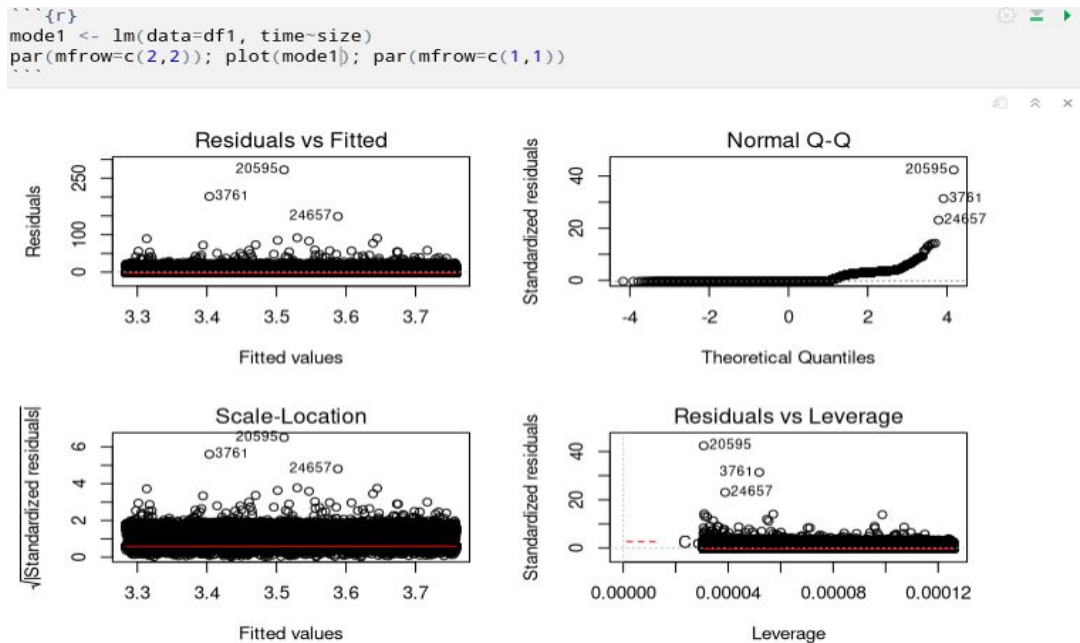 ```{r}
mode1 <- lm(data=df1, time~size)
par(mfrow=c(2,2)); plot(mode1); par(mfrow=c(1,1))
```
Residuals vs Fitted
Residuals
0 100 250
20595
3761
24657
3.3 3.4 3.5 3.6 3.7
Fitted values
Normal Q-Q
Standardized residuals
0 20 40
20595
3761
24657
-4 -2 0 2 4
Theoretical Quantiles
Scale-Location
√|Standardized residuals|
0 2 4 6
20595
3761
24657
3.3 3.4 3.5 3.6 3.7
Fitted values
Residuals vs Leverage
Standardized residuals
0 20 40
20595
3761
24657
0.00000 0.00004 0.00008 0.00012
Leverage